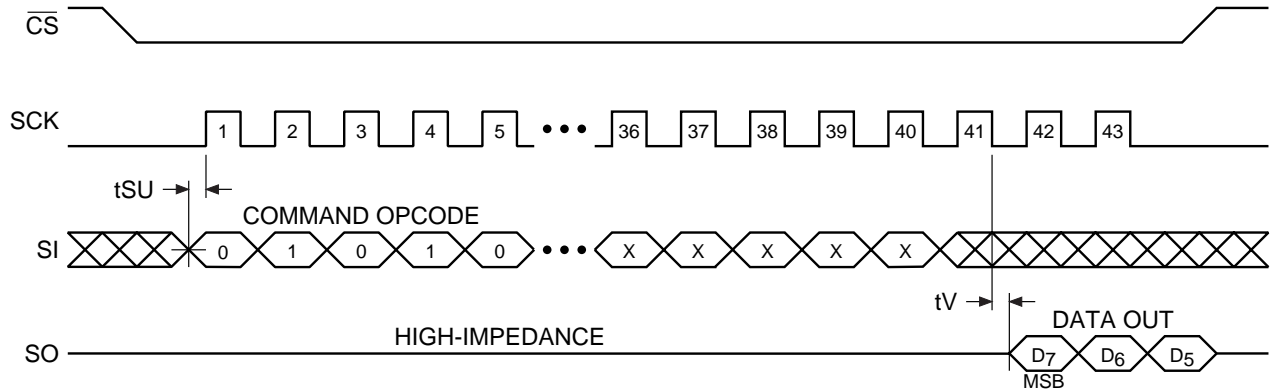 CS
SCK
1 2 3 4 5 ••• 36 37 38 39 40 41 42 43
tSU
COMMAND OPCODE
SI
0 1 0 1 0 ••• X X X X X
tV
DATA OUT
HIGH-IMPEDANCE
SO
D7 D6 D5
MSB